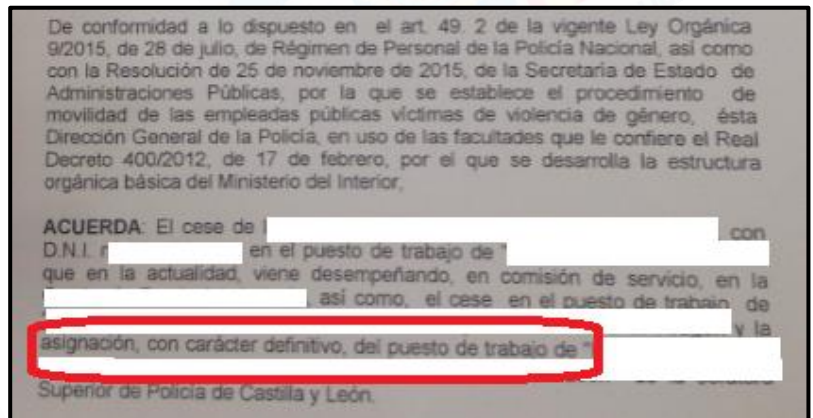 De conformidad a lo dispuesto en el art. 49. 2 de la vigente Ley Orgánica
9/2015, de 28 de julio, de Régimen de Personal de la Policía Nacional, así como
con la Resolución de 25 de noviembre de 2015, de la Secretaría de Estado de
Administraciones Públicas, por la que se establece el procedimiento de
movilidad de las empleadas públicas víctimas de violencia de género, ésta
Dirección General de la Policía, en uso de las facultades que le confiere el Real
Decreto 400/2012, de 17 de febrero, por el que se desarrolla la estructura
orgánica básica del Ministerio del Interior,
ACUERDA: El cese de con
D.N.I. en el puesto de trabajo de "
que en la actualidad, viene desempeñando, en comisión de servicio, en la
, así como, el cese en el puesto de trabajo de
y la
asignación, con carácter definitivo, del puesto de trabajo de "
Superior de Policía de Castilla y León.